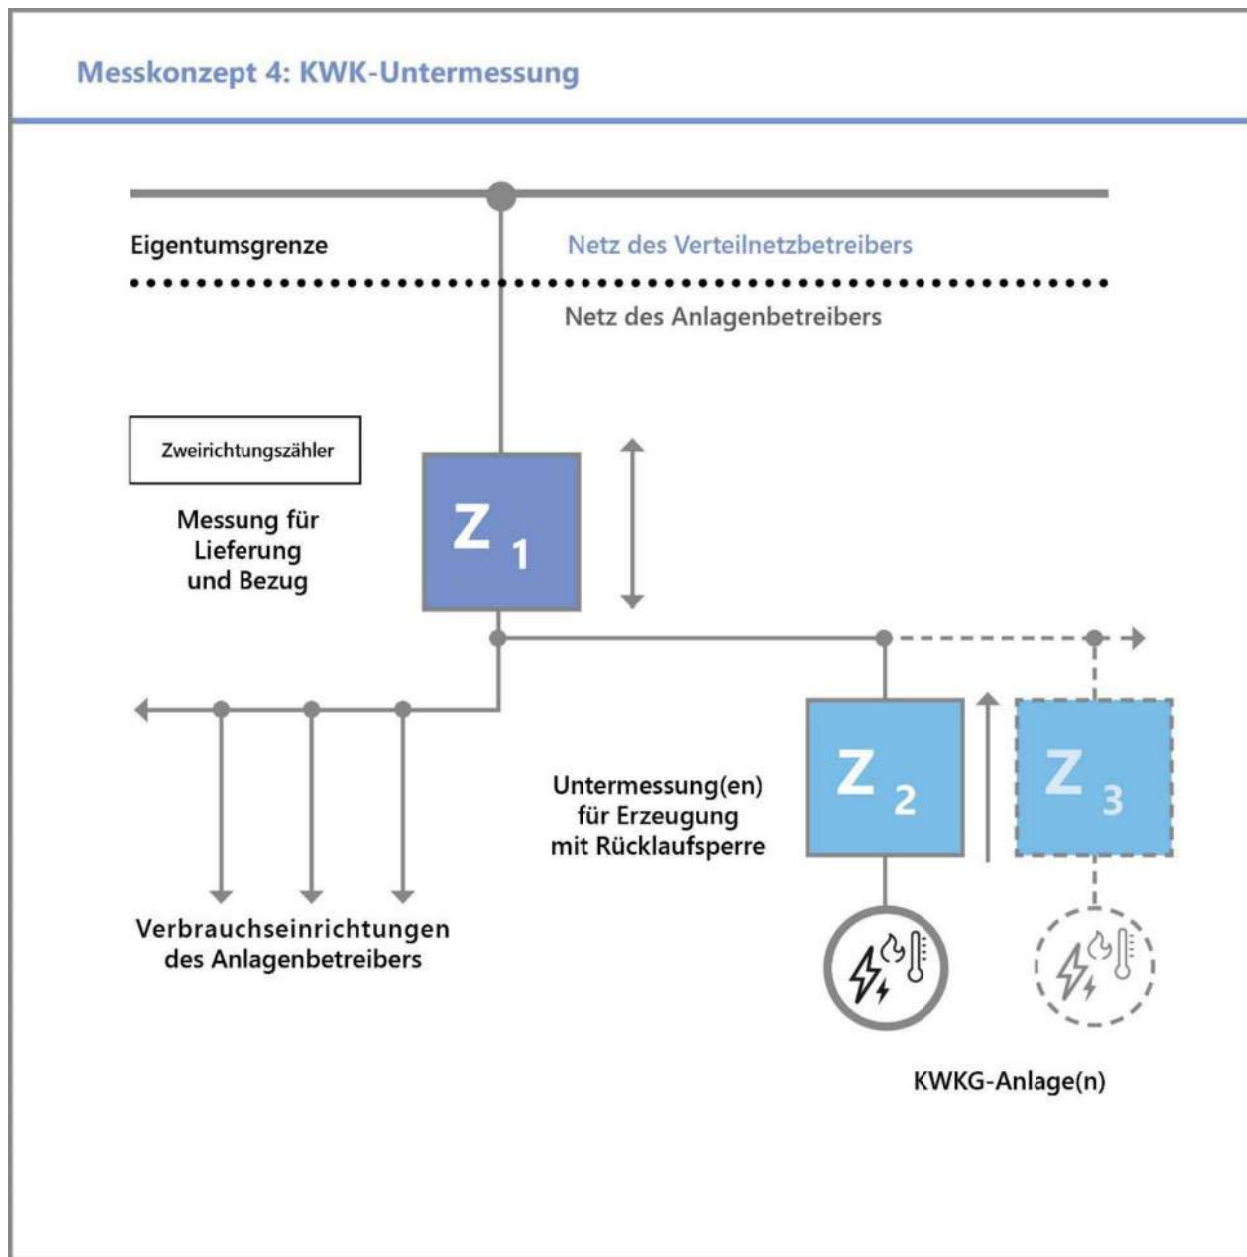 Messkonzept 4: KWK-Untermessung
Eigentumsgrenze
Netz des Verteilnetzbetreibers
Netz des Anlagenbetreibers
Zweirichtungszähler
Messung für
Lieferung
und Bezug
Z 1
Untermessung(en)
für Erzeugung
mit Rücklaufsperre
Z 2
Z 3
Verbrauchseinrichtungen
des Anlagenbetreibers
KWKG-Anlage(n)